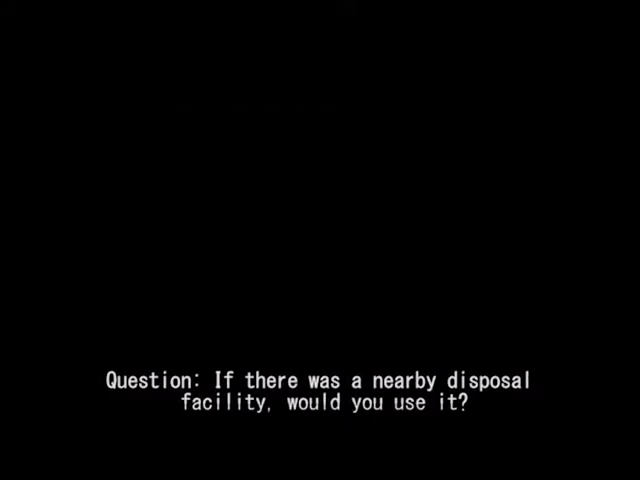 Question: If there was a nearby disposal
facility, would you use it?